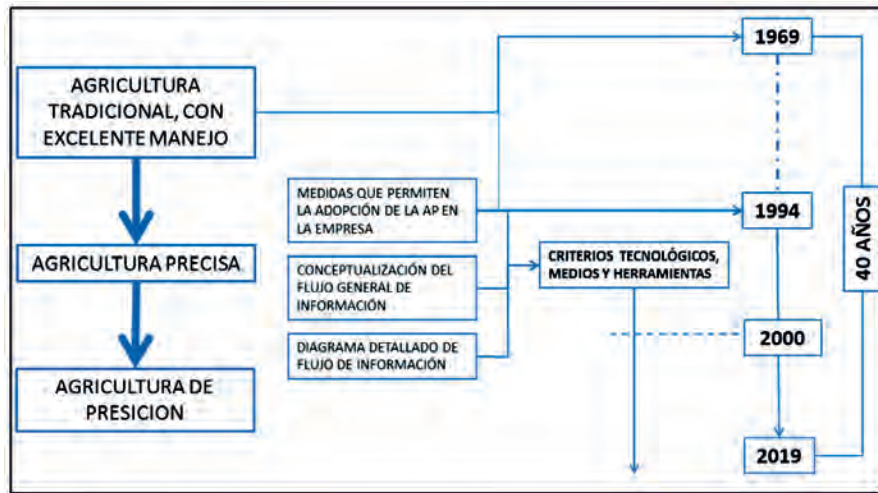 AGRICULTURA
TRADICIONAL, CON
EXCELENTE MANEJO
AGRICULTURA PRECISA
AGRICULTURA DE
PRESICION
MEDIDAS QUE PERMITEN
LA ADOPCIÓN DE LA AP EN
LA EMPRESA
CONCEPTUALIZACIÓN DEL
FLUJO GENERAL DE
INFORMACIÓN
DIAGRAMA DETALLADO DE
FLUJO DE INFORMACIÓN
CRITERIOS TECNOLÓGICOS,
MEDIOS Y HERRAMIENTAS
1969
1994
2000
2019
40 AÑOS